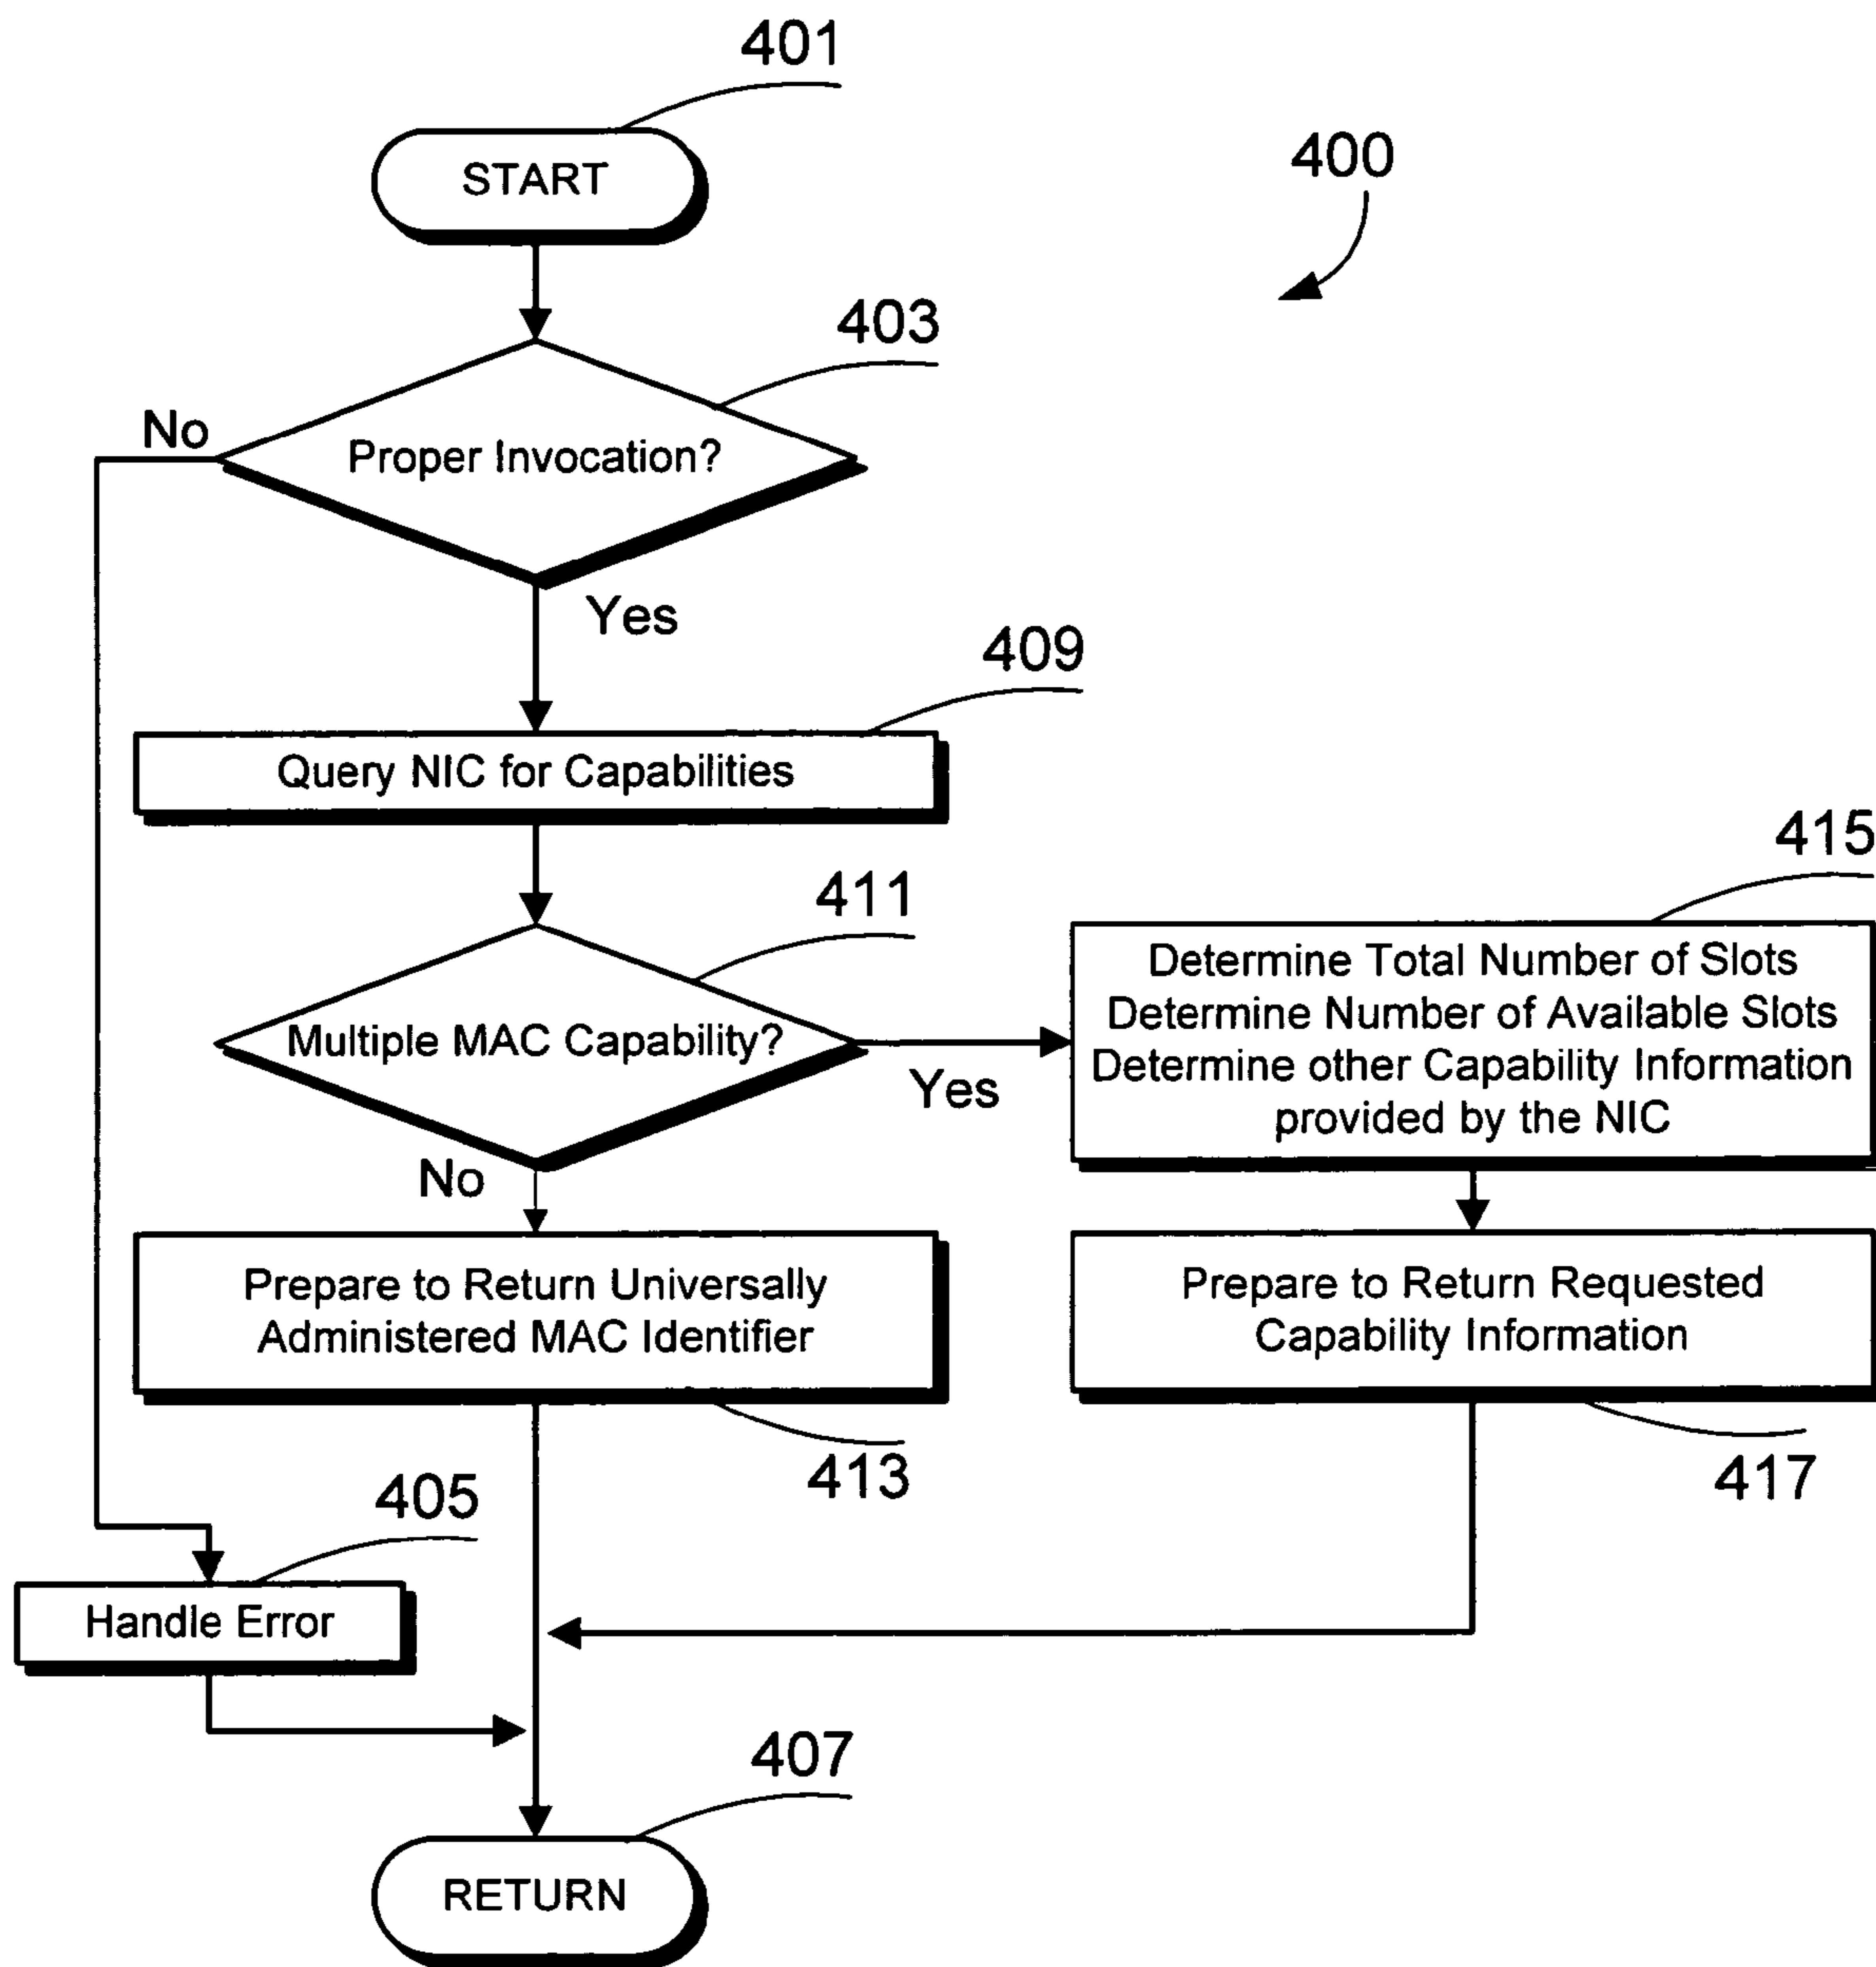 401
START
400
403
No
Proper Invocation?
Yes
409
Query NIC for Capabilities
415
411
Determine Total Number of Slots
Determine Number of Available Slots
Determine other Capability Information
provided by the NIC
Multiple MAC Capability?
Yes
No
Prepare to Return Universally
Administered MAC Identifier
Prepare to Return Requested
Capability Information
413
417
405
Handle Error
407
RETURN